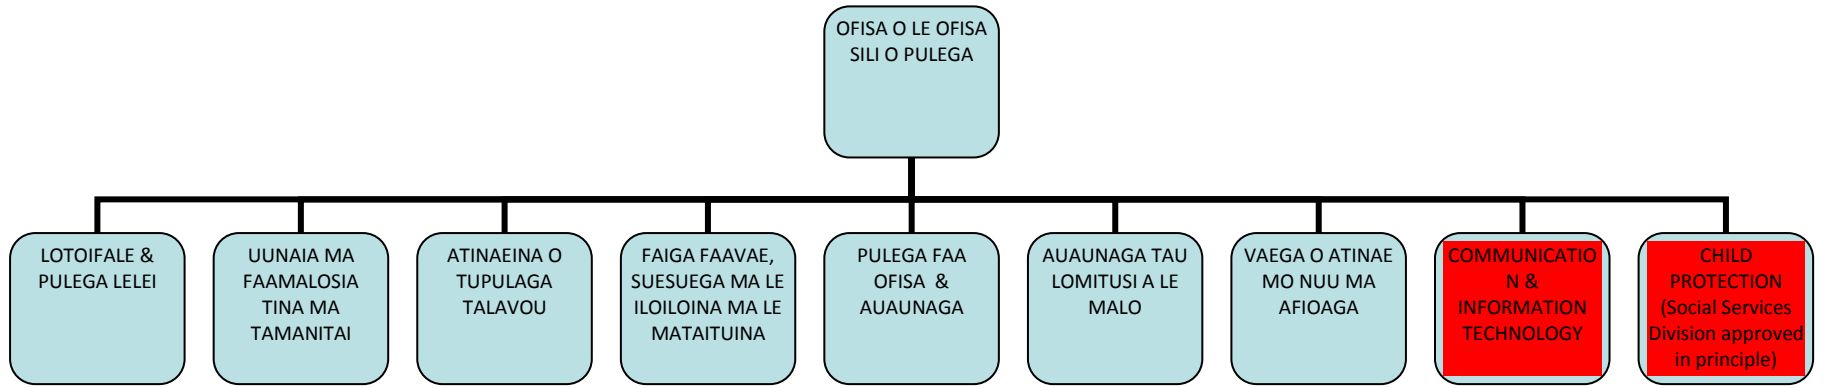 OFISA O LE OFISA
SILI O PULEGA
LOTOIFALE &
PULEGA LELEI
UUNAIA MA
FAAMALOSIA
TINA MA
TAMANITAI
ATINAEINA O
TUPULAGA
TALAVOU
FAIGA FAAVAE,
SUESUEGA MA LE
ILOILOINA MA LE
MATAITUINA
PULEGA FAA
OFISA &
AUAUNAGA
AUAUNAGA TAU
LOMITUSI A LE
MALO
VAEGA O ATINAE
MO NUU MA
AFIOAGA
COMMUNICATIO
N &
INFORMATION
TECHNOLOGY
CHILD
PROTECTION
(Social Services
Division approved
in principle)